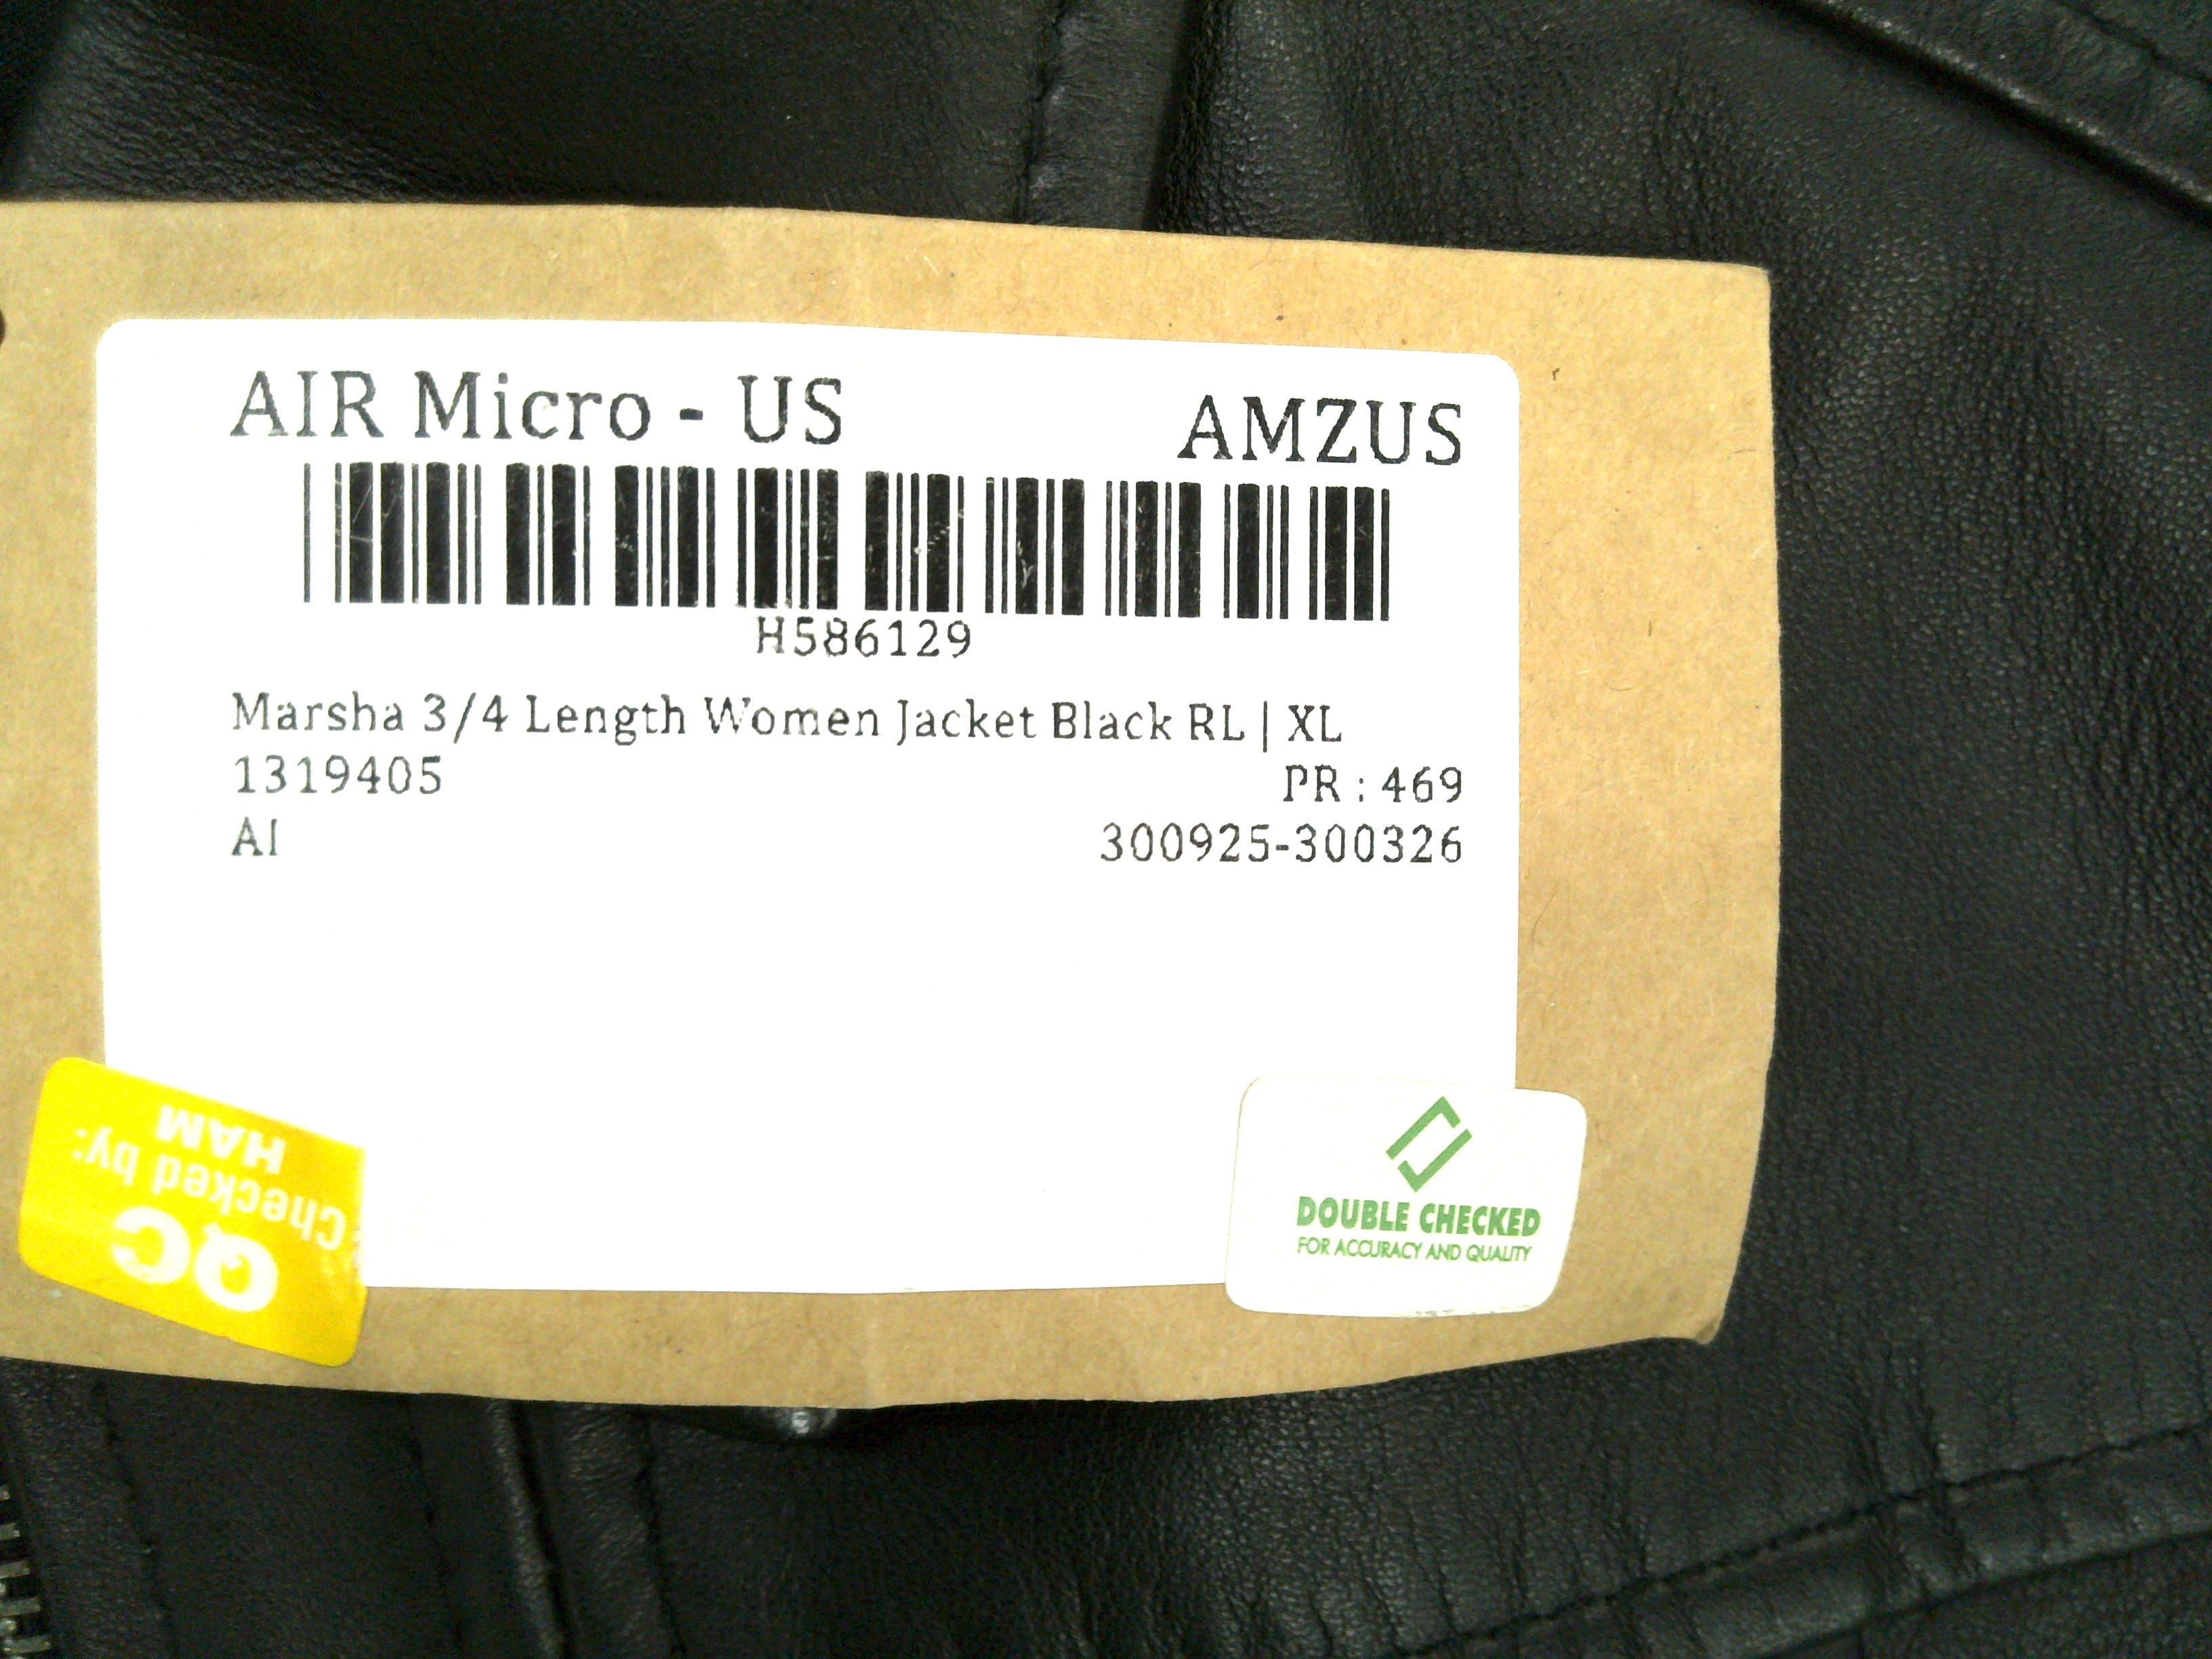 AIR Micro - US
AMZUS
H586129
Marsha 3/4 Length Women Jacket Black RL | XL
1319405
PR : 469
AI
300925-300326
QC
Checked by:
HAM
DOUBLE CHECKED
FOR ACCURACY AND QUALITY